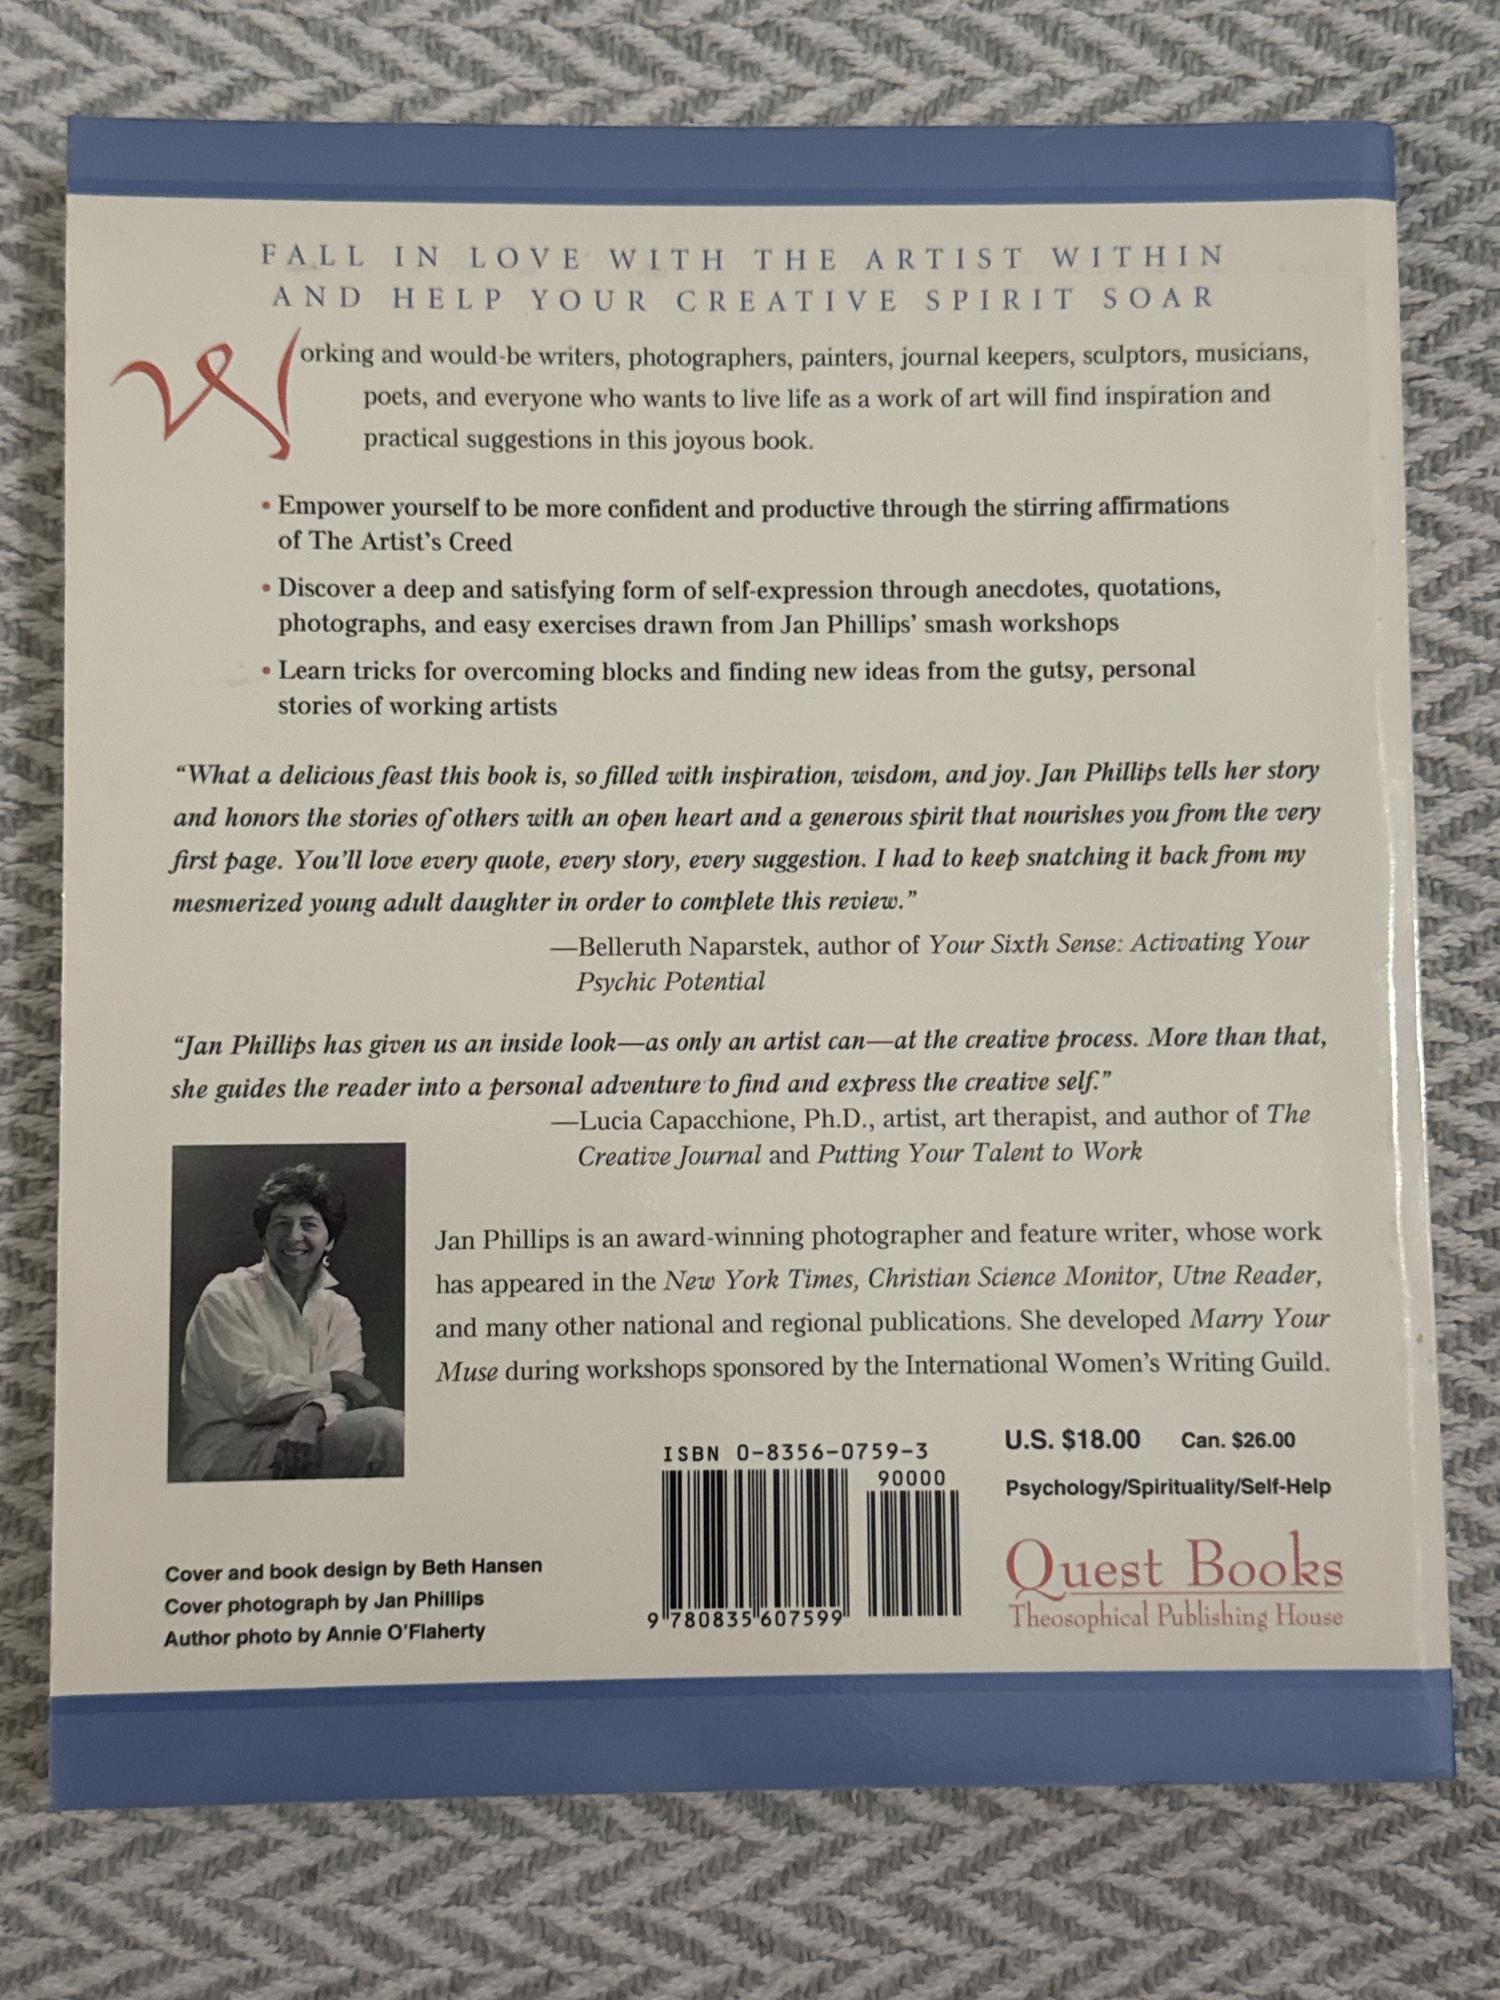 FALL IN LOVE WITH THE ARTIST WITHIN
AND HELP YOUR CREATIVE SPIRIT SOAR
Working and would-be writers, photographers, painters, journal keepers, sculptors, musicians,
poets, and everyone who wants to live life as a work of art will find inspiration and
practical suggestions in this joyous book.
• Empower yourself to be more confident and productive through the stirring affirmations
of The Artist’s Creed
• Discover a deep and satisfying form of self-expression through anecdotes, quotations,
photographs, and easy exercises drawn from Jan Phillips’ smash workshops
• Learn tricks for overcoming blocks and finding new ideas from the gutsy, personal
stories of working artists
“What a delicious feast this book is, so filled with inspiration, wisdom, and joy. Jan Phillips tells her story
and honors the stories of others with an open heart and a generous spirit that nourishes you from the very
first page. You’ll love every quote, every story, every suggestion. I had to keep snatching it back from my
mesmerized young adult daughter in order to complete this review.”
—Belleruth Naparstek, author of Your Sixth Sense: Activating Your
Psychic Potential
“Jan Phillips has given us an inside look—as only an artist can—at the creative process. More than that,
she guides the reader into a personal adventure to find and express the creative self.”
—Lucia Capacchione, Ph.D., artist, art therapist, and author of The
Creative Journal and Putting Your Talent to Work
Jan Phillips is an award-winning photographer and feature writer, whose work
has appeared in the New York Times, Christian Science Monitor, Utne Reader,
and many other national and regional publications. She developed Marry Your
Muse during workshops sponsored by the International Women’s Writing Guild.
Cover and book design by Beth Hansen
Cover photograph by Jan Phillips
Author photo by Annie O’Flaherty
ISBN 0-8356-0759-3
90000
9 780835 607599
U.S. $18.00 Can. $26.00
Psychology/Spirituality/Self-Help
Quest Books
Theosophical Publishing House